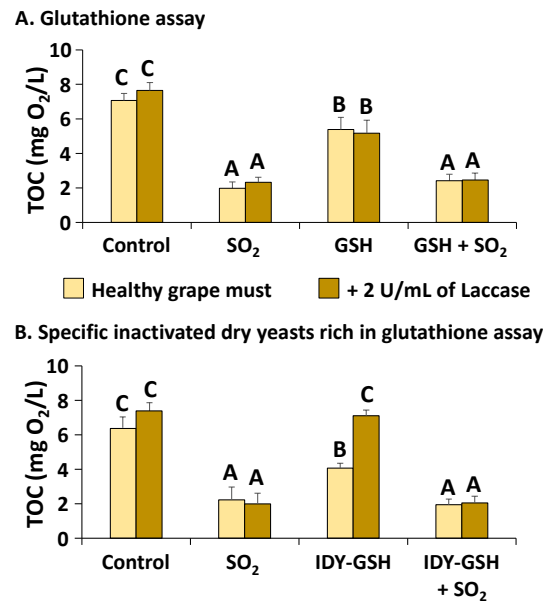 A. Glutathione assay
TOC (mg O₂/L)
10
8
6
4
2
0
C C
A A
B B
A A
Control SO₂ GSH GSH + SO₂
Healthy grape must + 2 U/mL of Laccase
B. Specific inactivated dry yeasts rich in glutathione assay
TOC (mg O₂/L)
10
8
6
4
2
0
C C
A A
B C
A A
Control SO₂ IDY-GSH IDY-GSH
+ SO₂